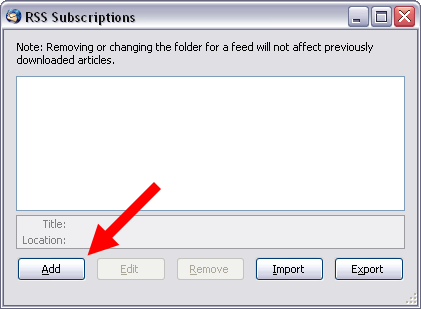 RSS Subscriptions
Note: Removing or changing the folder for a feed will not affect previously
downloaded articles.
Title:
Location:
Add Edit Remove Import Export